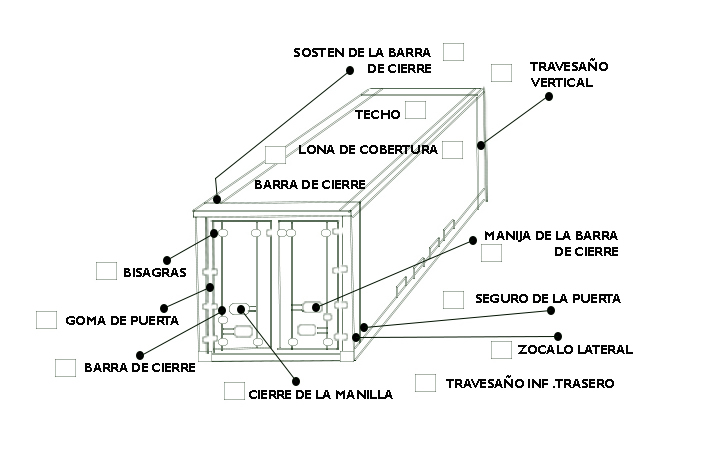 SOSTEN DE LA BARRA
DE CIERRE
TRAVESAÑO
VERTICAL
TECHO
LONA DE COBERTURA
BARRA DE CIERRE
MANIJA DE LA BARRA
DE CIERRE
BISAGRAS
SEGURO DE LA PUERTA
GOMA DE PUERTA
ZOCALO LATERAL
BARRA DE CIERRE
TRAVESAÑO INF .TRASERO
CIERRE DE LA MANILLA